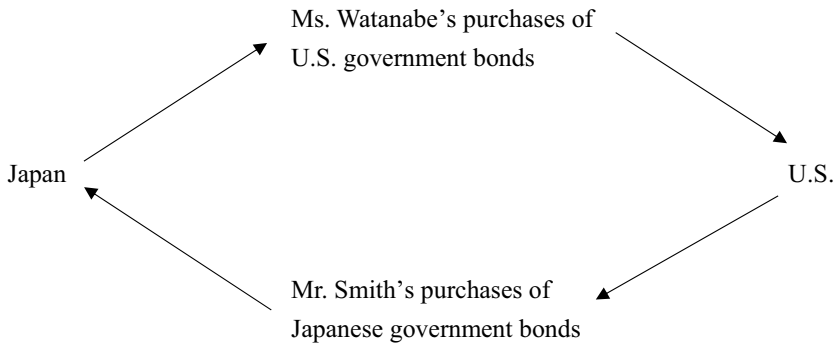 Ms. Watanabe’s purchases of
U.S. government bonds
Japan
U.S.
Mr. Smith’s purchases of
Japanese government bonds